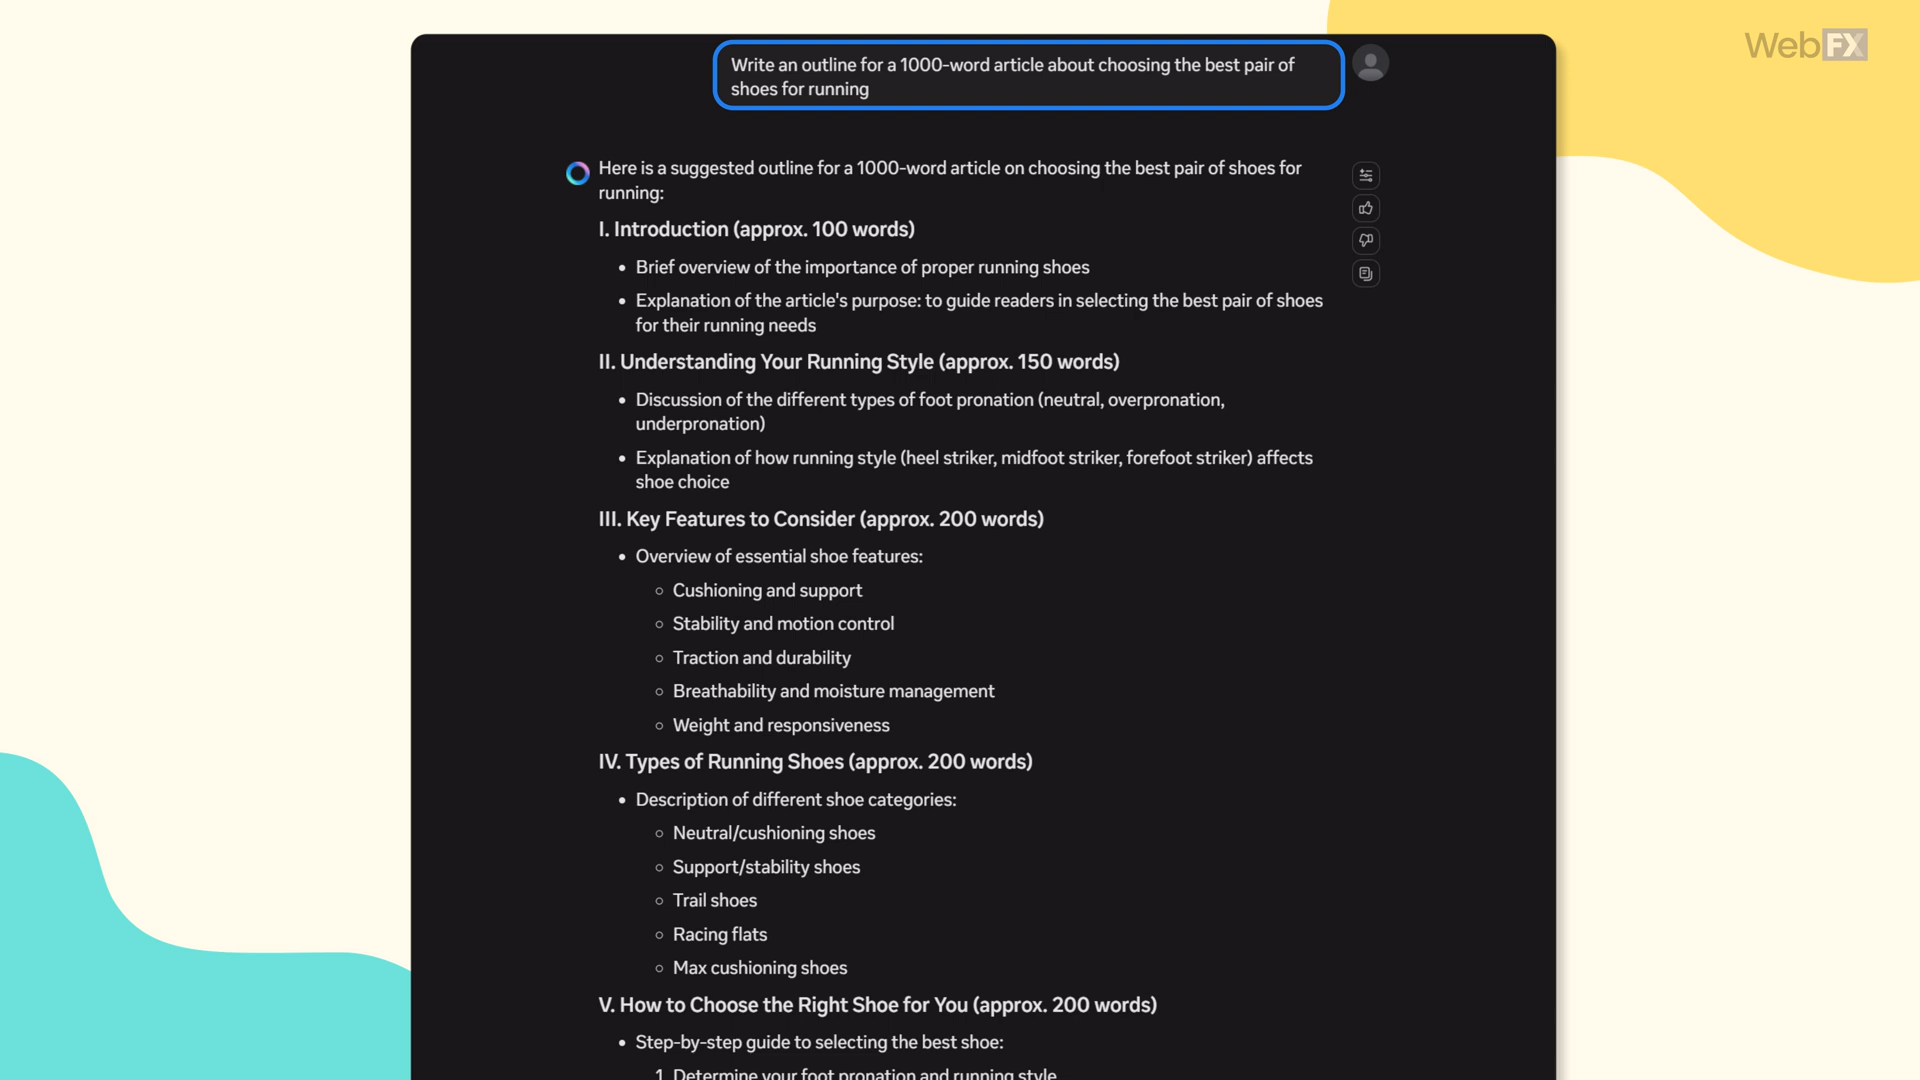 WebFX
Write an outline for a 1000-word article about choosing the best pair of
shoes for running
Here is a suggested outline for a 1000-word article on choosing the best pair of shoes for
running:
I. Introduction (approx. 100 words)
• Brief overview of the importance of proper running shoes
• Explanation of the article's purpose: to guide readers in selecting the best pair of shoes
for their running needs
II. Understanding Your Running Style (approx. 150 words)
• Discussion of the different types of foot pronation (neutral, overpronation,
underpronation)
• Explanation of how running style (heel striker, midfoot striker, forefoot striker) affects
shoe choice
III. Key Features to Consider (approx. 200 words)
• Overview of essential shoe features:
○ Cushioning and support
○ Stability and motion control
○ Traction and durability
○ Breathability and moisture management
○ Weight and responsiveness
IV. Types of Running Shoes (approx. 200 words)
• Description of different shoe categories:
○ Neutral/cushioning shoes
○ Support/stability shoes
○ Trail shoes
○ Racing flats
○ Max cushioning shoes
V. How to Choose the Right Shoe for You (approx. 200 words)
• Step-by-step guide to selecting the best shoe:
1. Determine your foot pronation and running style